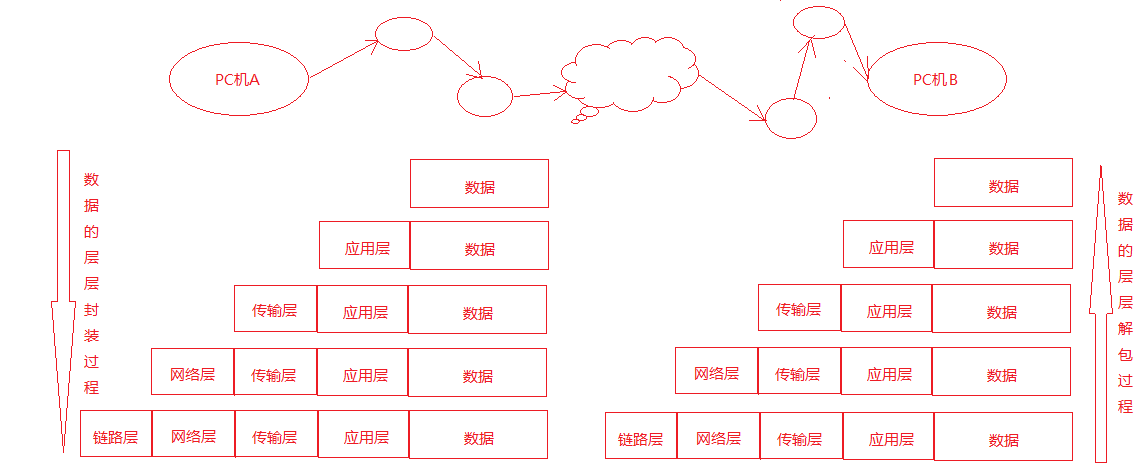 PC机A
PC机B
数据的层层封装过程
数据
应用层 数据
传输层 应用层 数据
网络层 传输层 应用层 数据
链路层 网络层 传输层 应用层 数据
数据
应用层 数据
传输层 应用层 数据
网络层 传输层 应用层 数据
链路层 网络层 传输层 应用层 数据
数据的层层解包过程